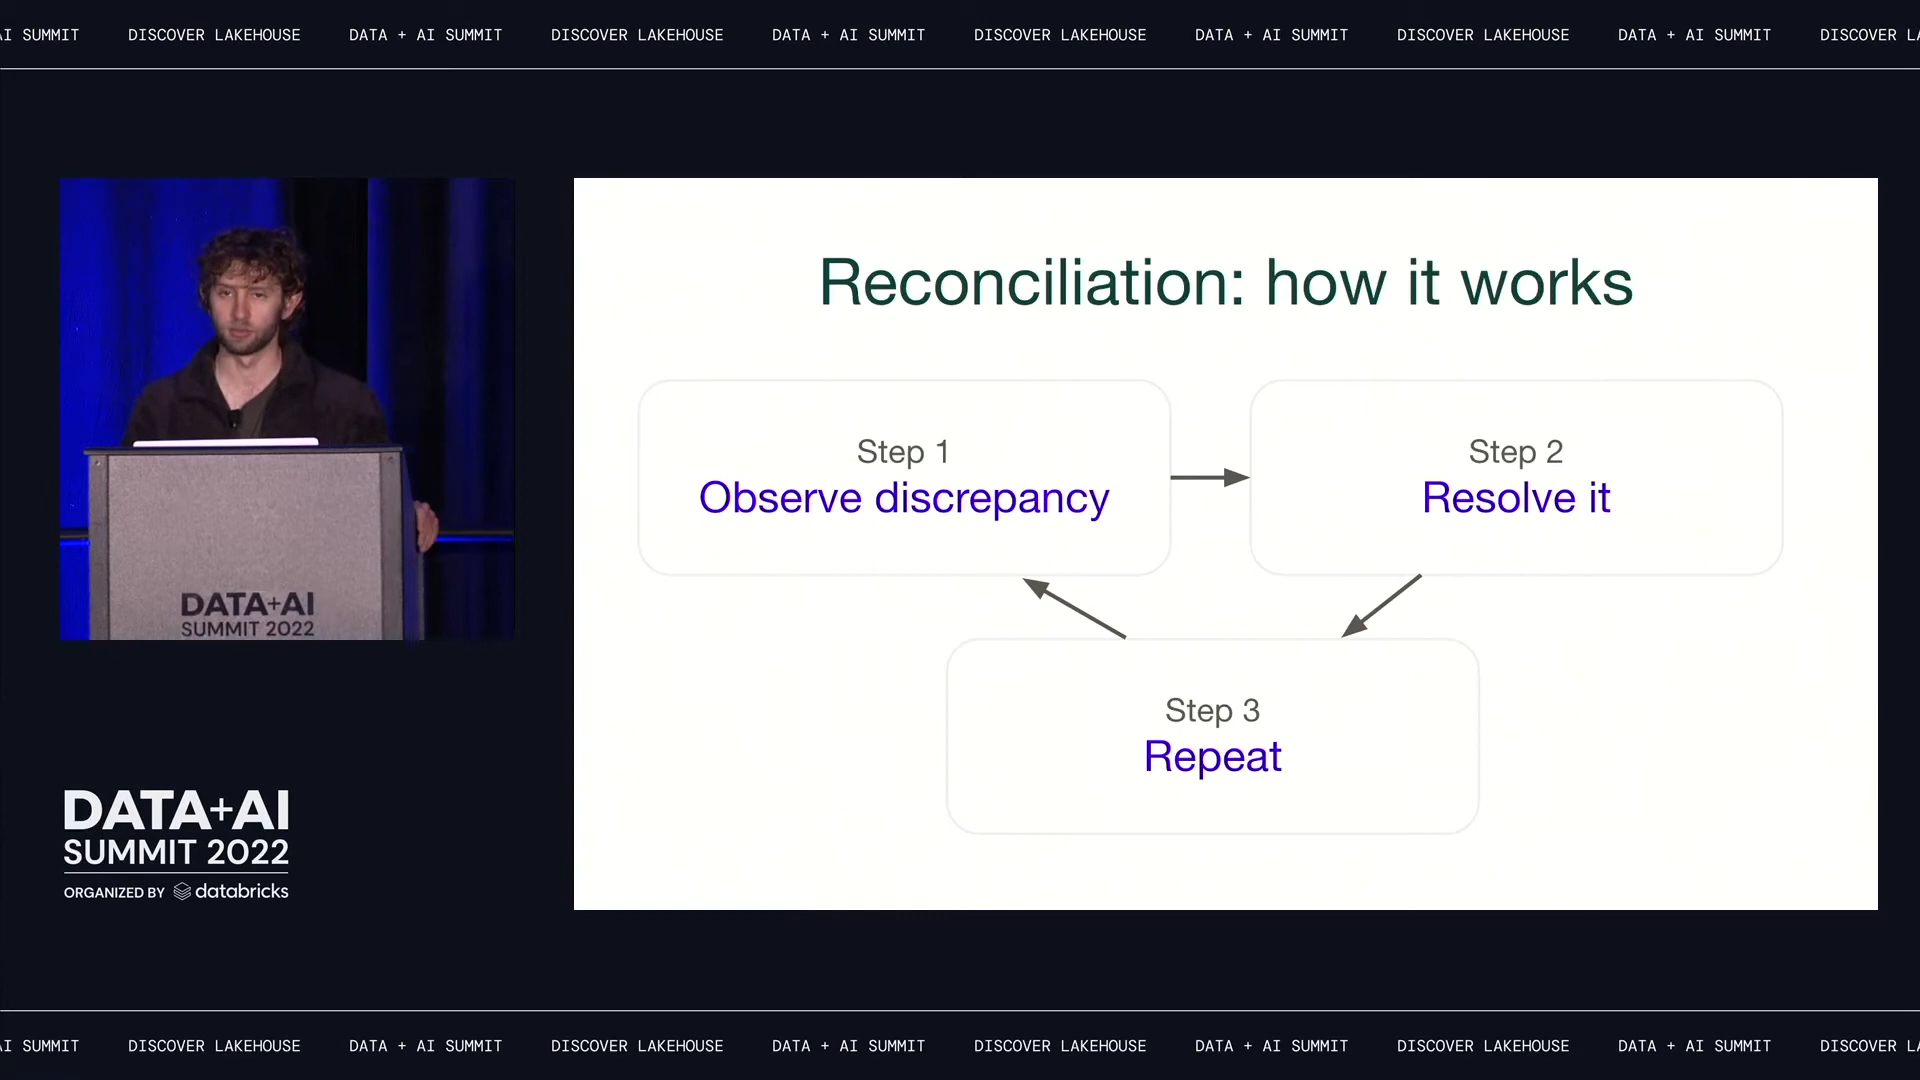 AI SUMMIT DISCOVER LAKEHOUSE DATA + AI SUMMIT DISCOVER LAKEHOUSE DATA + AI SUMMIT DISCOVER LAKEHOUSE DATA + AI SUMMIT DISCOVER LAKEHOUSE DATA + AI SUMMIT DISCOVER LA
Reconciliation: how it works
Step 1
Observe discrepancy
Step 2
Resolve it
Step 3
Repeat
DATA+AI
SUMMIT 2022
DATA+AI
SUMMIT 2022
ORGANIZED BY databricks
AI SUMMIT DISCOVER LAKEHOUSE DATA + AI SUMMIT DISCOVER LAKEHOUSE DATA + AI SUMMIT DISCOVER LAKEHOUSE DATA + AI SUMMIT DISCOVER LAKEHOUSE DATA + AI SUMMIT DISCOVER LA